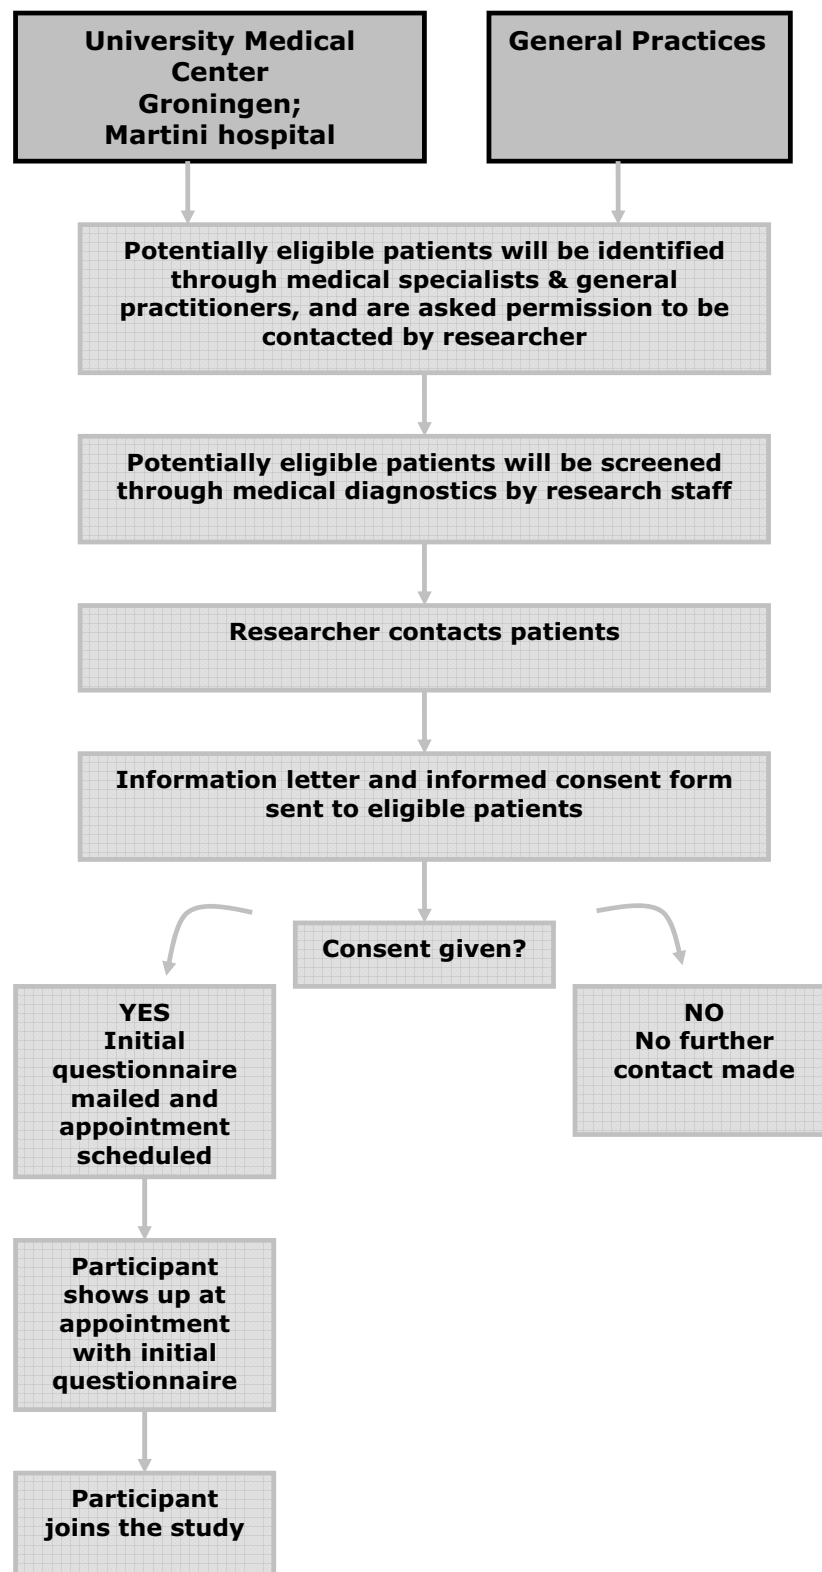 University Medical
Center
Groningen;
Martini hospital
General Practices
Potentially eligible patients will be identified
through medical specialists & general
practitioners, and are asked permission to be
contacted by researcher
Potentially eligible patients will be screened
through medical diagnostics by research staff
Researcher contacts patients
Information letter and informed consent form
sent to eligible patients
Consent given?
YES
Initial
questionnaire
mailed and
appointment
scheduled
NO
No further
contact made
Participant
shows up at
appointment
with initial
questionnaire
Participant
joins the study